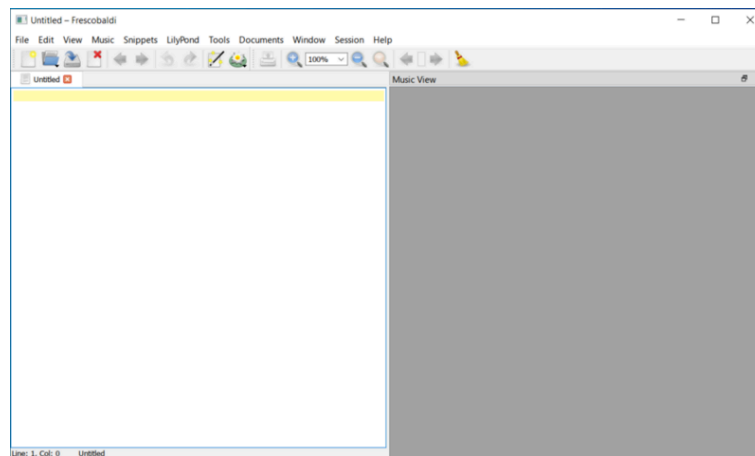 Untitled – Frescobaldi
File Edit View Music Snippets LilyPond Tools Documents Window Session Help
100%
Untitled
Music View
Line: 1, Col: 0 Untitled